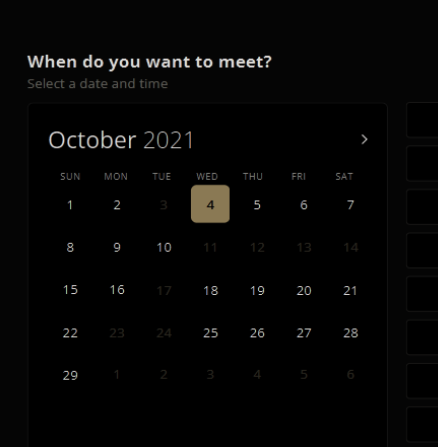 When do you want to meet?
Select a date and time
October 2021
SUN MON TUE WED THU FRI SAT
1 2 3 4 5 6 7
8 9 10 11 12 13 14
15 16 17 18 19 20 21
22 23 24 25 26 27 28
29 1 2 3 4 5 6